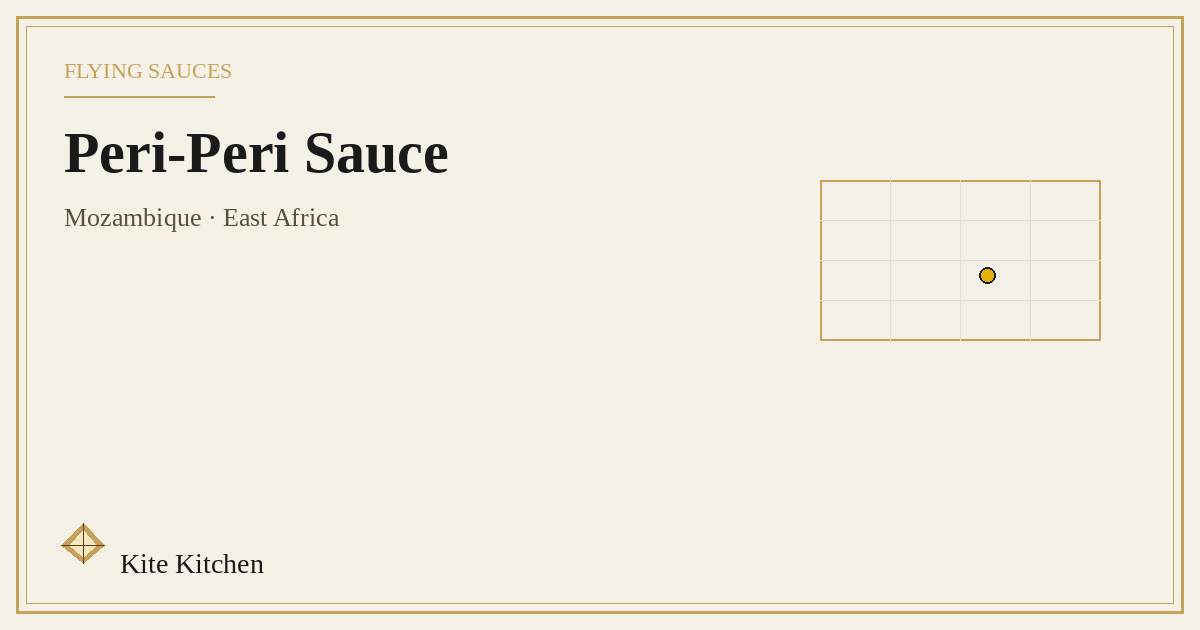 FLYING SAUCES
Peri-Peri Sauce
Mozambique · East Africa
Kite Kitchen